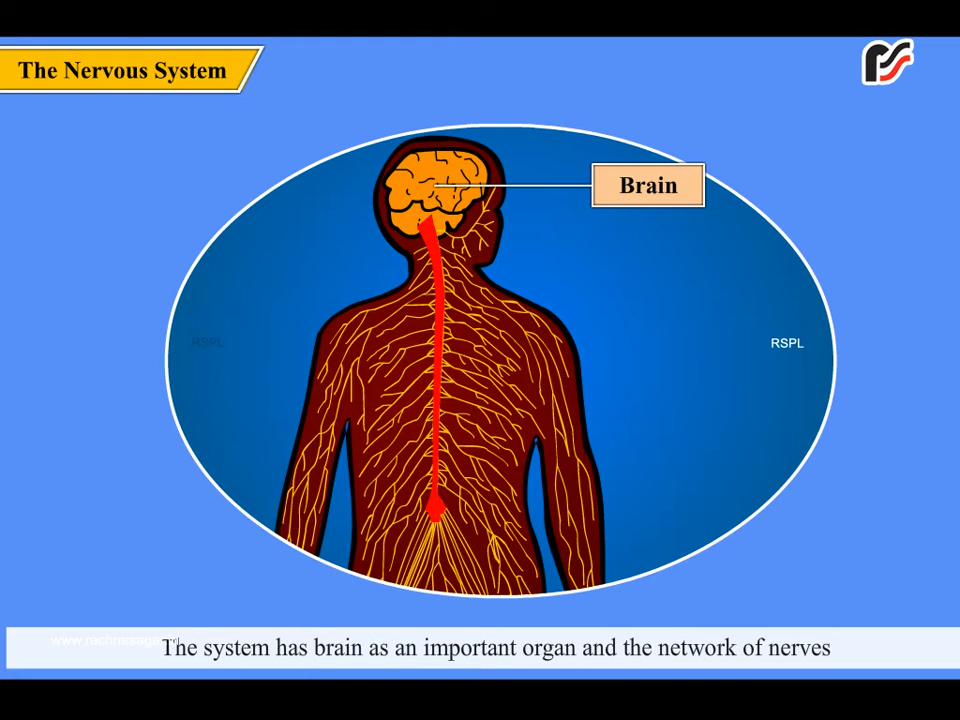 The Nervous System
Brain
RSPL
RSPL
The system has brain as an important organ and the network of nerves